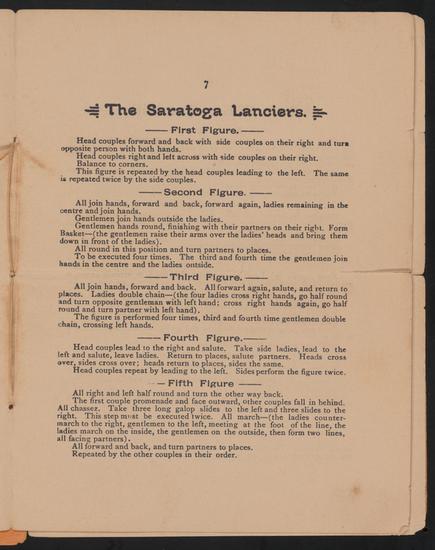 7
The Saratoga Lanciers.
First Figure.
Head couples forward and back with side couples on their right and turn
opposite person with both hands.
Head couples right and left across with side couples on their right.
Balance to corners.
This figure is repeated by the head couples leading to the left. The same
is repeated twice by the side couples.
Second Figure.
All join hands, forward and back, forward again, ladies remaining in the
centre and join hands.
Gentlemen join hands outside the ladies.
Gentlemen hands round, finishing with their partners on their right. Form
Basket—(the gentlemen raise their arms over the ladies' heads and bring them
down in front of the ladies).
All round in this position and turn partners to places.
To be executed four times. The third and fourth time the gentlemen join
hands in the centre and the ladies outside.
Third Figure.
All join hands, forward and back. All forward again, salute, and return to
places. Ladies double chain—(the four ladies cross right hands, go half round
and turn opposite gentleman with left hand; cross right hands again, go half
round and turn partner with left hand).
The figure is performed four times, third and fourth time gentlemen double
chain, crossing left hands.
Fourth Figure.
Head couples lead to the right and salute. Take side ladies, lead to the
left and salute, leave ladies. Return to places, salute partners. Heads cross
over, sides cross over; heads return to places, sides the same.
Head couples repeat by leading to the left. Sides perform the figure twice.
Fifth Figure
All right and left half round and turn the other way back.
The first couple promenade and face outward, other couples fall in behind.
All chassez. Take three long galop slides to the left and three slides to the
right. This step must be executed twice. All march—(the ladies counter-
march to the right, gentlemen to the left, meeting at the foot of the line, the
ladies march on the inside, the gentlemen on the outside, then form two lines,
all facing partners).
All forward and back, and turn partners to places.
Repeated by the other couples in their order.